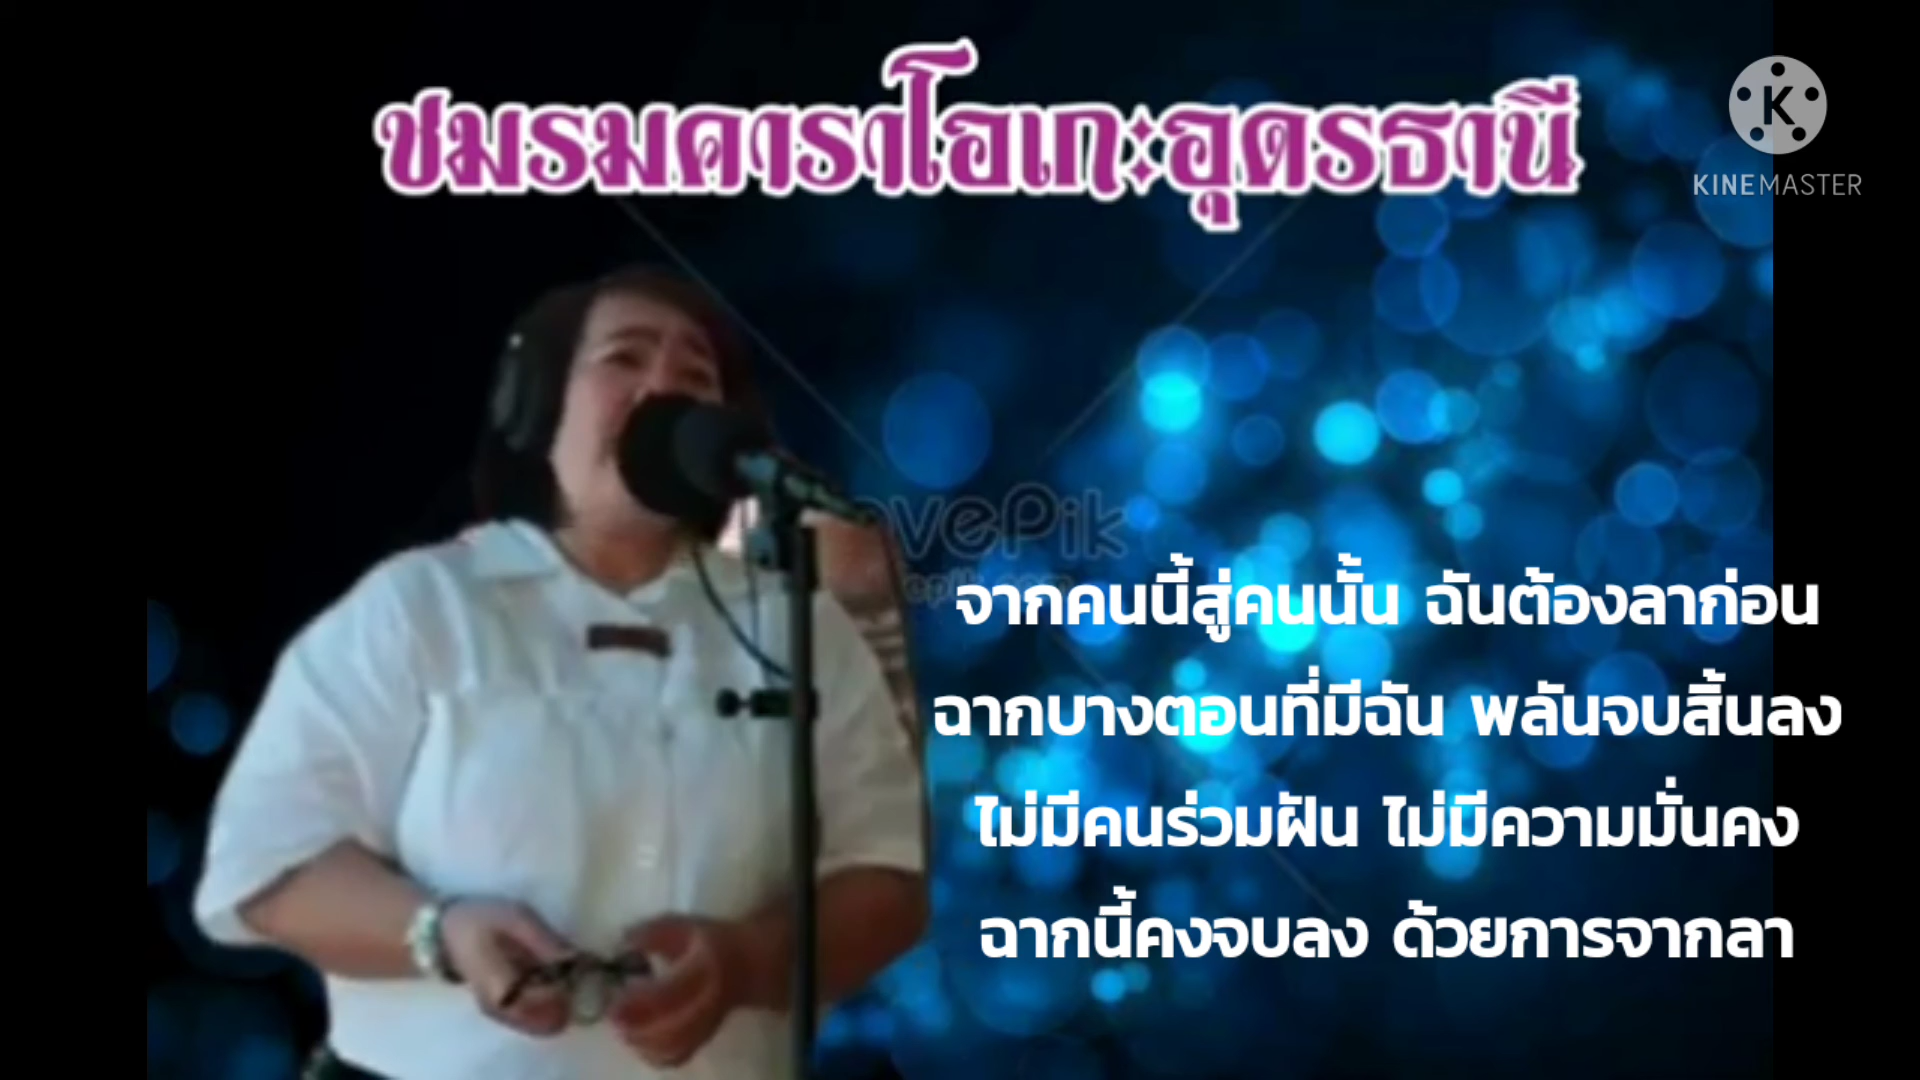 ชมรมคาราโอเกะอุดรธานี
K
KINEMASTER
vePik
จากคนนี้สู่คนนั้น ฉันต้องลาก่อน
ฉากบางตอนที่มีฉัน พลันจบสิ้นลง
ไม่มีคนร่วมฝัน ไม่มีความมั่นคง
ฉากนี้คงจบลง ด้วยการจากลา